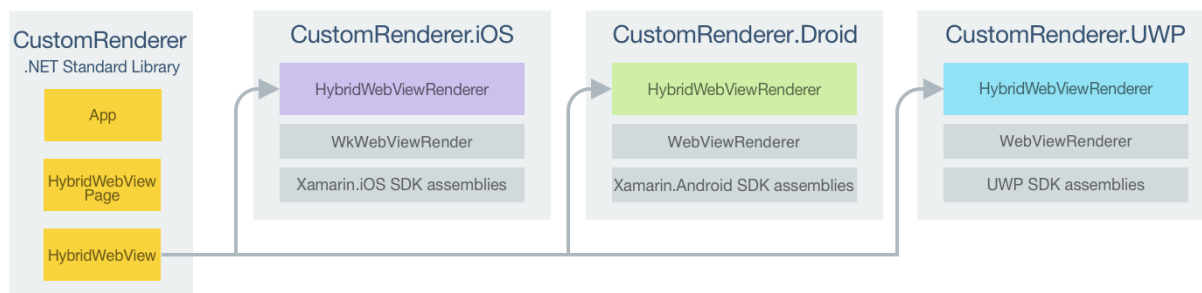 CustomRenderer
.NET Standard Library
App
HybridWebView
Page
HybridWebView
CustomRenderer.iOS
HybridWebViewRenderer
WkWebViewRender
Xamarin.iOS SDK assemblies
CustomRenderer.Droid
HybridWebViewRenderer
WebViewRenderer
Xamarin.Android SDK assemblies
CustomRenderer.UWP
HybridWebViewRenderer
WebViewRenderer
UWP SDK assemblies